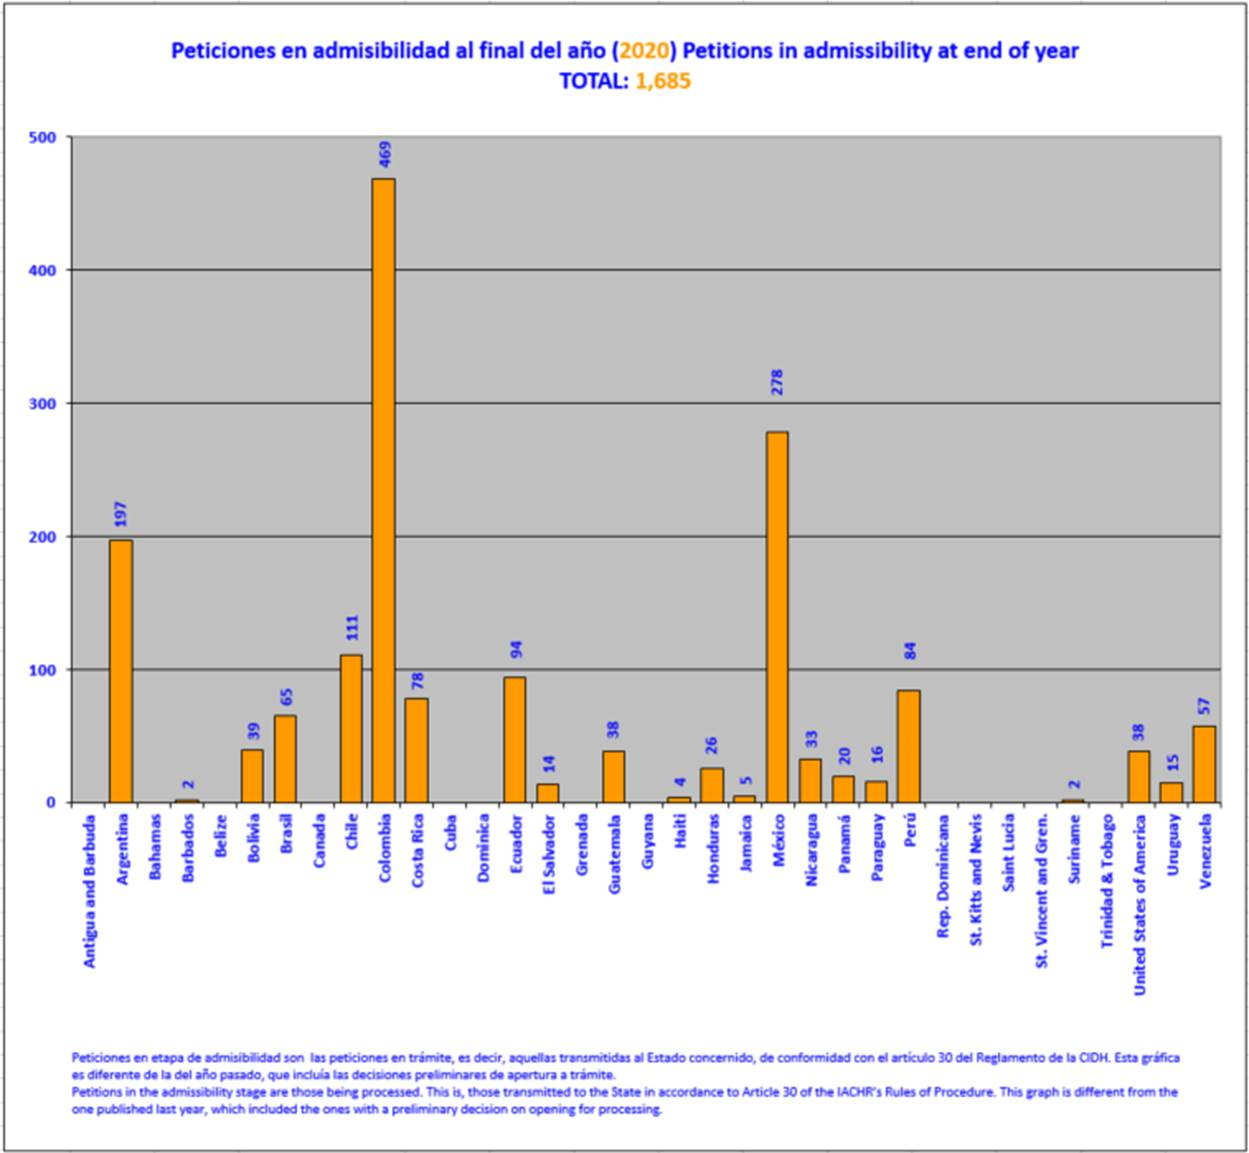 Peticiones en admisibilidad al final del año (2020) Petitions in admissibility at end of year
TOTAL: 1,685
500
400
300
200
100
0
197
2
39
65
111
469
78
94
14
38
4
26
5
278
33
20
16
84
2
38
15
57
Antigua and Barbuda
Argentina
Bahamas
Barbados
Belize
Bolivia
Brasil
Canada
Chile
Colombia
Costa Rica
Cuba
Dominica
Ecuador
El Salvador
Grenada
Guatemala
Guyana
Haiti
Honduras
Jamaica
México
Nicaragua
Panamá
Paraguay
Perú
Rep. Dominicana
St. Kitts and Nevis
Saint Lucia
St. Vincent and Gren.
Suriname
Trinidad & Tobago
United States of America
Uruguay
Venezuela
Peticiones en etapa de admisibilidad son las peticiones en trámite, es decir, aquellas transmitidas al Estado concernido, de conformidad con el artículo 30 del Reglamento de la CIDH. Esta gráfica
es diferente de la del año pasado, que incluía las decisiones preliminares de apertura a trámite.
Petitions in the admissibility stage are those being processed. This is, those transmitted to the State in accordance to Article 30 of the IACHR's Rules of Procedure. This graph is different from the
one published last year, which included the ones with a preliminary decision on opening for processing.